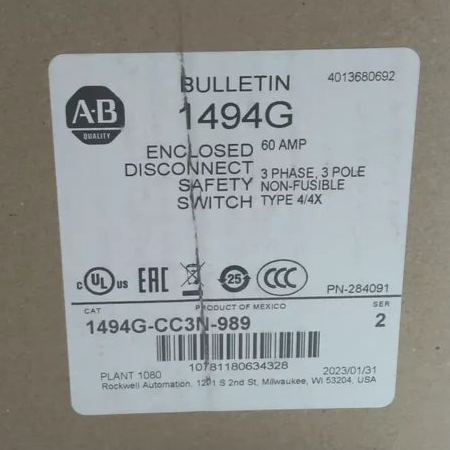 BULLETIN
4013680692
A-B
QUALITY
1494G
ENCLOSED 60 AMP
DISCONNECT 3 PHASE, 3 POLE
SAFETY NON-FUSIBLE
SWITCH TYPE 4/4X
c UL us EAC 25 CCC
PN-284091
CAT PRODUCT OF MEXICO SER
1494G-CC3N-989 2
10781180634328
PLANT 1080 2023/01/31
Rockwell Automation. 1201 S 2nd St, Milwaukee, WI 53204, USA